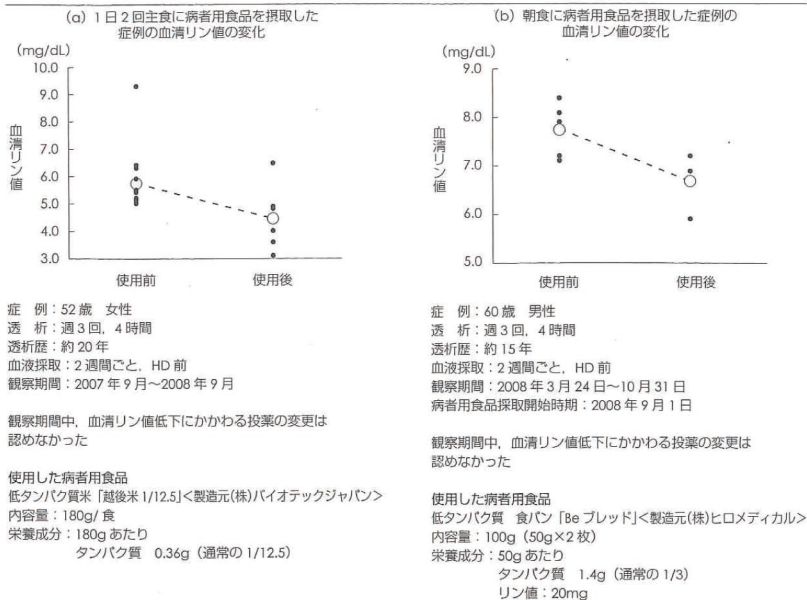 (a) 1日2回主食に病者用食品を摂取した
症例の血清リン値の変化
(mg/dL)
10.0
9.0
8.0
7.0
6.0
5.0
4.0
3.0
血清リン値
使用前
使用後
症 例:52歳 女性
透 析:週3回,4時間
透析歴:約20年
血液採取:2週間ごと,HD前
観察期間:2007年9月~2008年9月
観察期間中,血清リン値低下にかかわる投薬の変更は
認めなかった
使用した病者用食品
低タンパク質米「越後米1/12.5」<製造元(株)バイオテックジャパン>
内容量:180g/食
栄養成分:180gあたり
タンパク質 0.36g(通常の1/12.5)
(b) 朝食に病者用食品を摂取した症例の
血清リン値の変化
(mg/dL)
9.0
8.0
7.0
6.0
5.0
血清リン値
使用前
使用後
症 例:60歳 男性
透 析:週3回,4時間
透析歴:約15年
血液採取:2週間ごと,HD前
観察期間:2008年3月24日~10月31日
病者用食品採取開始時期:2008年9月1日
観察期間中,血清リン値低下にかかわる投薬の変更は
認めなかった
使用した病者用食品
低タンパク質 食パン「Beブレッド」<製造元(株)ヒロメディカル>
内容量:100g(50g×2枚)
栄養成分:50gあたり
タンパク質 1.4g(通常の1/3)
リン値:20mg